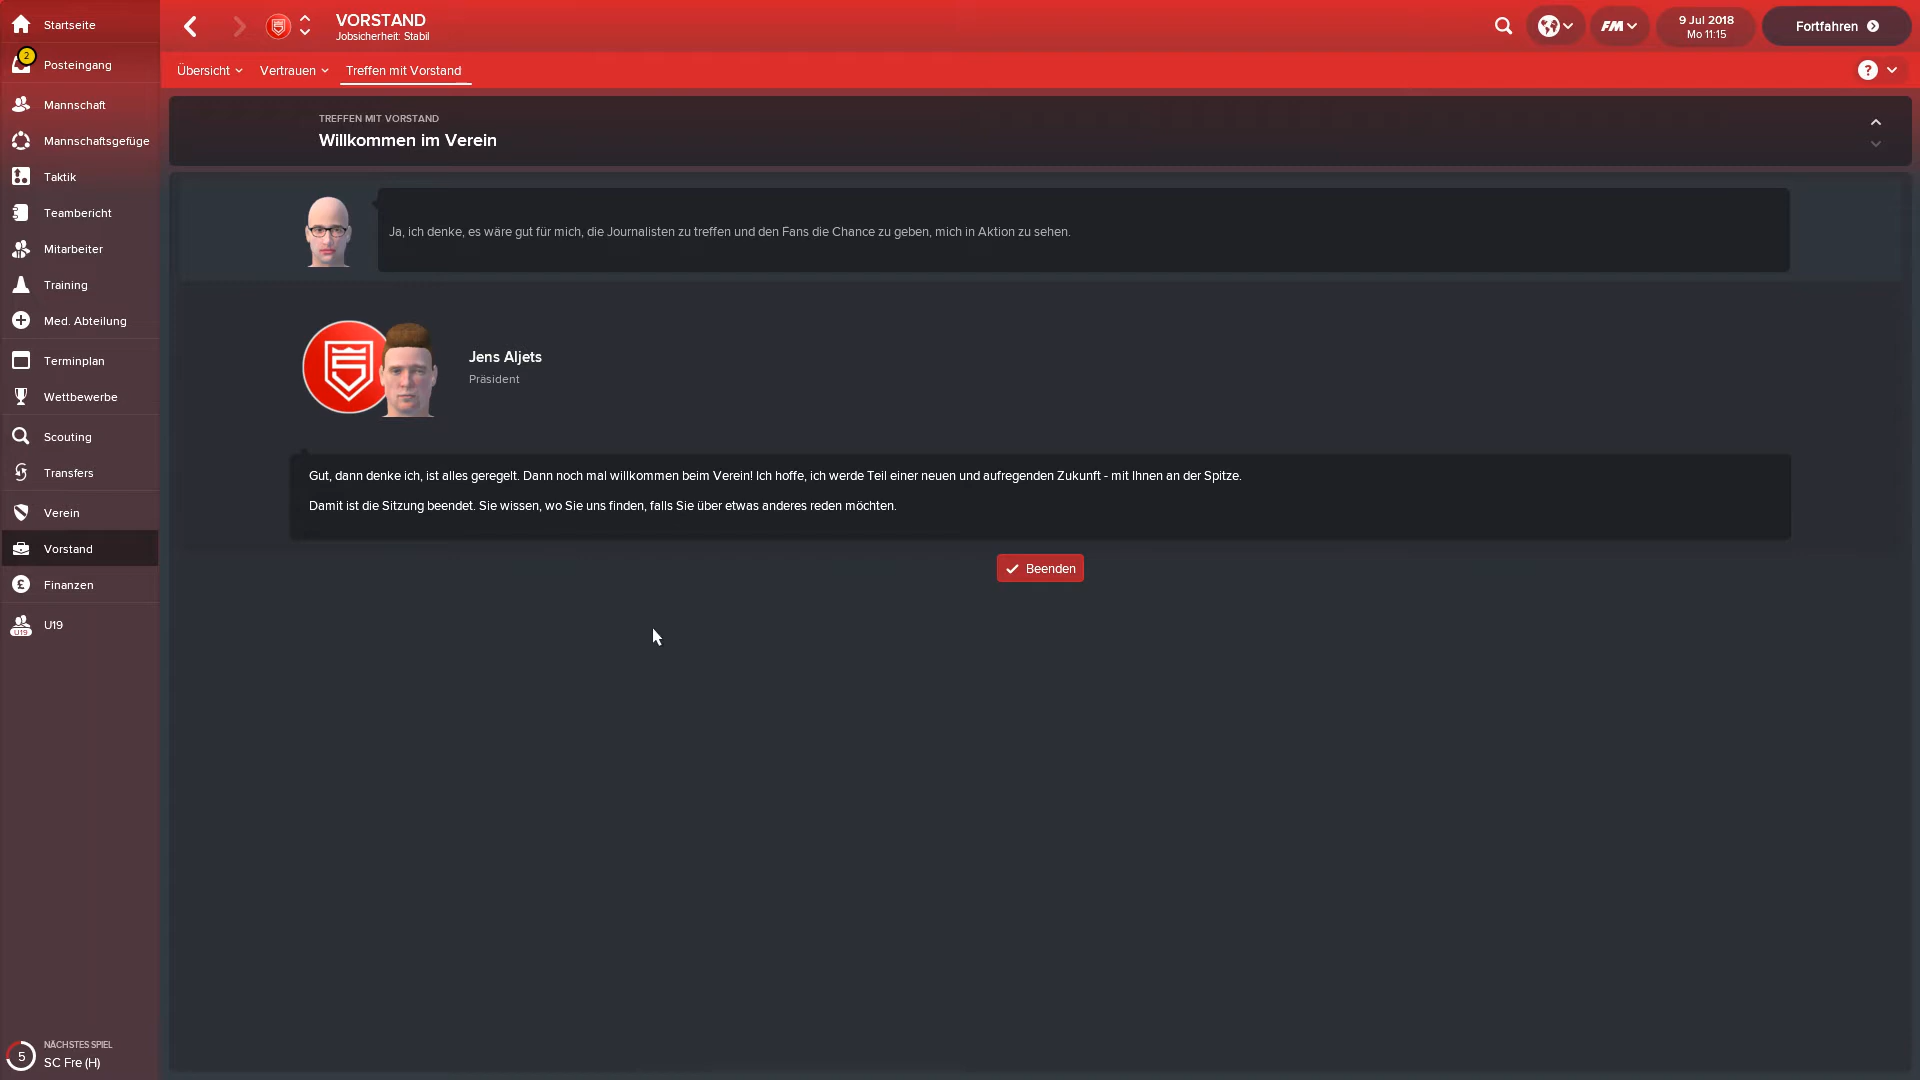 Startseite
VORSTAND
Jobsicherheit: Stabil
FM
9 Jul 2018
Mo 11:15
Fortfahren
2
Posteingang
Übersicht
Vertrauen
Treffen mit Vorstand
?
Mannschaft
Mannschaftsgefüge
Taktik
Teambericht
Mitarbeiter
Training
Med. Abteilung
Terminplan
Wettbewerbe
Scouting
Transfers
Verein
Vorstand
£
Finanzen
U19
U19
TREFFEN MIT VORSTAND
Willkommen im Verein
Ja, ich denke, es wäre gut für mich, die Journalisten zu treffen und den Fans die Chance zu geben, mich in Aktion zu sehen.
Jens Aljets
Präsident
Gut, dann denke ich, ist alles geregelt. Dann noch mal willkommen beim Verein! Ich hoffe, ich werde Teil einer neuen und aufregenden Zukunft - mit Ihnen an der Spitze.
Damit ist die Sitzung beendet. Sie wissen, wo Sie uns finden, falls Sie über etwas anderes reden möchten.
Beenden
5
NÄCHSTES SPIEL
SC Fre (H)